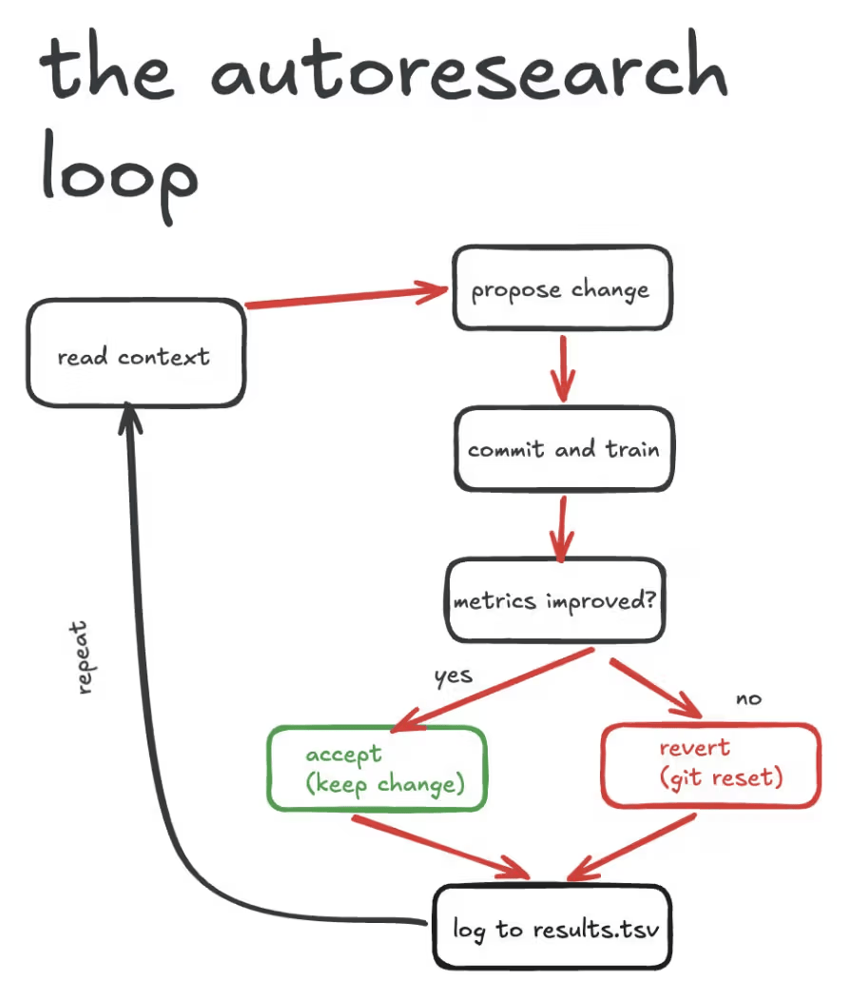 the autoresearch
loop
propose change
read context
commit and train
metrics improved?
repeat
yes
no
accept
(keep change)
revert
(git reset)
log to results.tsv